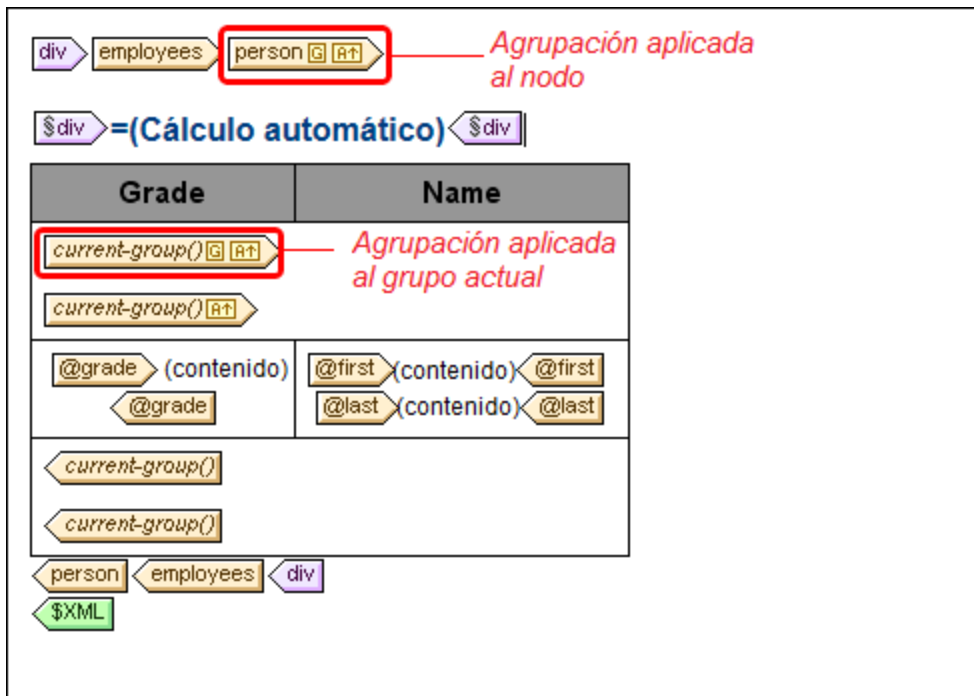 div employees person G A↑ Agrupación aplicada
al nodo
§div =(Cálculo automático) §div
Grade Name
current-group() G A↑ Agrupación aplicada
al grupo actual
current-group() A↑
@grade (contenido) @first (contenido) @first
@grade @last (contenido) @last
current-group()
current-group()
person employees div
$XML